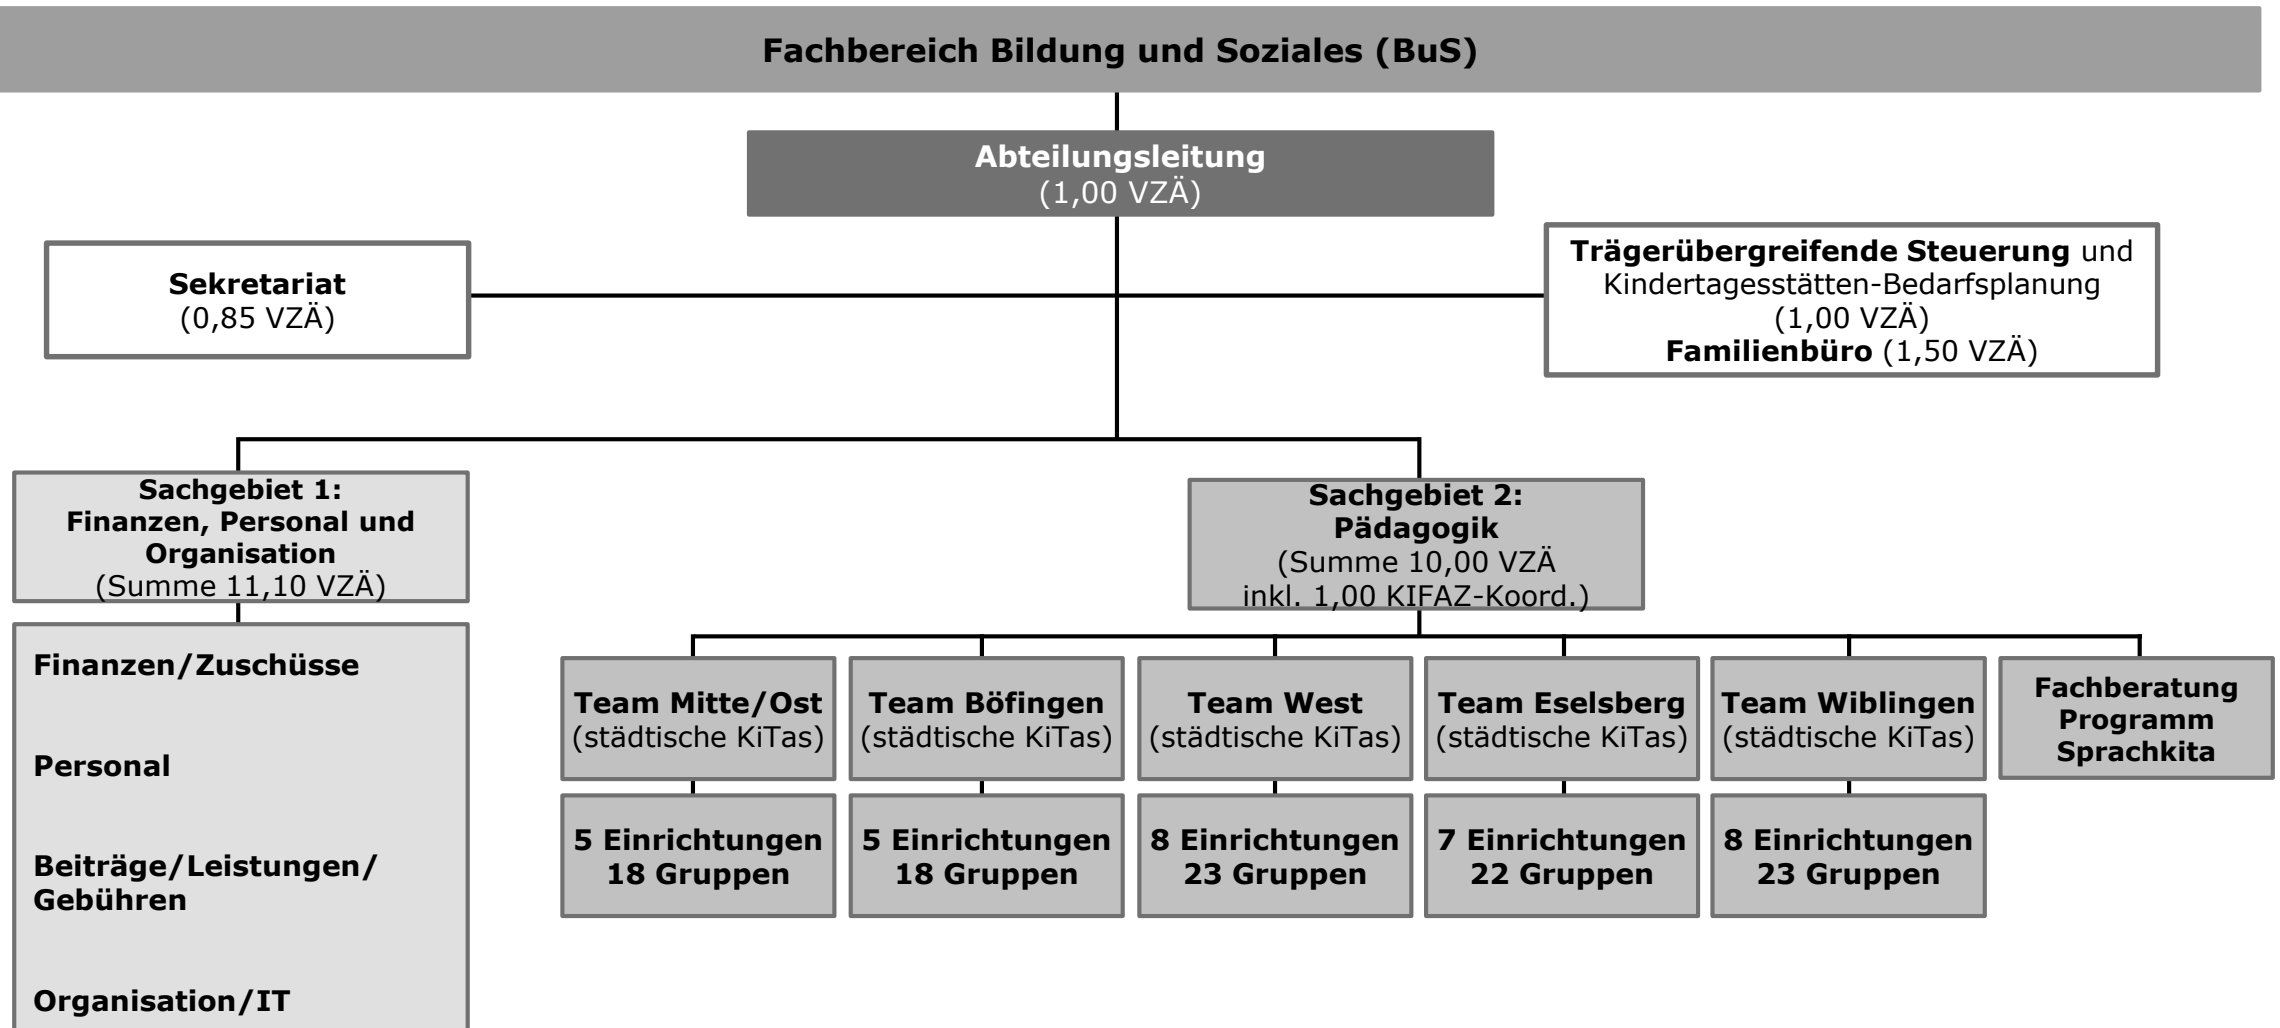 Fachbereich Bildung und Soziales (BuS)
Abteilungsleitung
(1,00 VZÄ)
Sekretariat
(0,85 VZÄ)
Trägerübergreifende Steuerung und
Kindertagesstätten-Bedarfsplanung
(1,00 VZÄ)
Familienbüro (1,50 VZÄ)
Sachgebiet 1:
Finanzen, Personal und
Organisation
(Summe 11,10 VZÄ)
Finanzen/Zuschüsse
Personal
Beiträge/Leistungen/
Gebühren
Organisation/IT
Sachgebiet 2:
Pädagogik
(Summe 10,00 VZÄ
inkl. 1,00 KIFAZ-Koord.)
Team Mitte/Ost
(städtische KiTas)
5 Einrichtungen
18 Gruppen
Team Böfingen
(städtische KiTas)
5 Einrichtungen
18 Gruppen
Team West
(städtische KiTas)
8 Einrichtungen
23 Gruppen
Team Eselsberg
(städtische KiTas)
7 Einrichtungen
22 Gruppen
Team Wiblingen
(städtische KiTas)
8 Einrichtungen
23 Gruppen
Fachberatung
Programm
Sprachkita